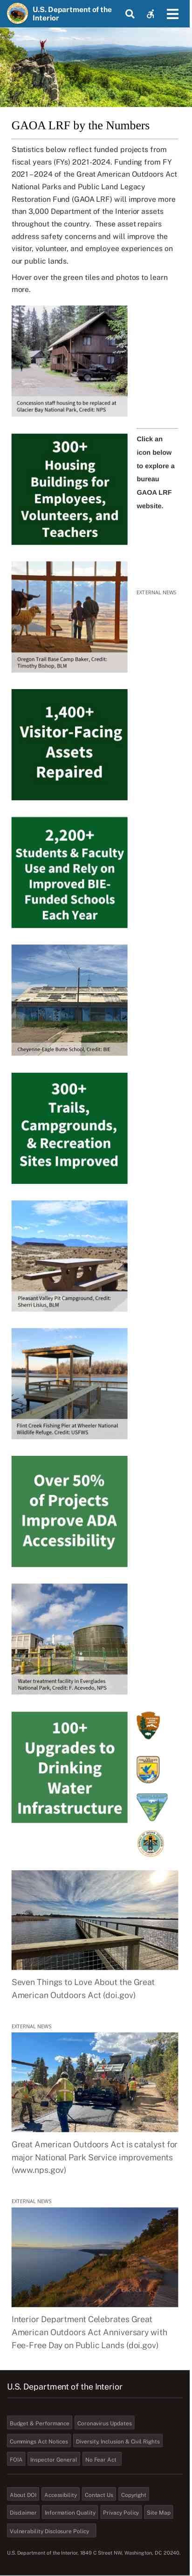 U.S. Department of the
Interior
GAOA LRF by the Numbers
Statistics below reflect funded projects from
fiscal years (FYs) 2021-2024. Funding from FY
2021 – 2024 of the Great American Outdoors Act
National Parks and Public Land Legacy
Restoration Fund (GAOA LRF) will improve more
than 3,000 Department of the Interior assets
throughout the country.  These asset repairs
address safety concerns and will improve the
visitor, volunteer, and employee experiences on
our public lands.
Hover over the green tiles and photos to learn
more.
Concession staff housing to be replaced at
Glacier Bay National Park, Credit: NPS
300+
Housing
Buildings for
Employees,
Volunteers, and
Teachers
Click an
icon below
to explore a
bureau
GAOA LRF
website.
Oregon Trail Base Camp Baker, Credit:
Timothy Bishop, BLM
EXTERNAL NEWS
1,400+
Visitor-Facing
Assets
Repaired
2,200+
Students & Faculty
Use and Rely on
Improved BIE-
Funded Schools
Each Year
Cheyenne-Eagle Butte School, Credit: BIE
300+
Trails,
Campgrounds,
& Recreation
Sites Improved
Pleasant Valley Pit Campground, Credit:
Sherri Lisius, BLM
Flint Creek Fishing Pier at Wheeler National
Wildlife Refuge. Credit: USFWS
Over 50%
of Projects
Improve ADA
Accessibility
Water treatment facility in Everglades
National Park, Credit: F. Acevedo, NPS
100+
Upgrades to
Drinking
Water
Infrastructure
Seven Things to Love About the Great
American Outdoors Act (doi.gov)
EXTERNAL NEWS
Great American Outdoors Act is catalyst for
major National Park Service improvements
(www.nps.gov)
EXTERNAL NEWS
Interior Department Celebrates Great
American Outdoors Act Anniversary with
Fee-Free Day on Public Lands (doi.gov)
U.S. Department of the Interior
Budget & Performance
Coronavirus Updates
Cummings Act Notices
Diversity, Inclusion & Civil Rights
FOIA
Inspector General
No Fear Act
About DOI
Accessibility
Contact Us
Copyright
Disclaimer
Information Quality
Privacy Policy
Site Map
Vulnerability Disclosure Policy
U.S. Department of the Interior, 1849 C Street NW, Washington, DC 20240.